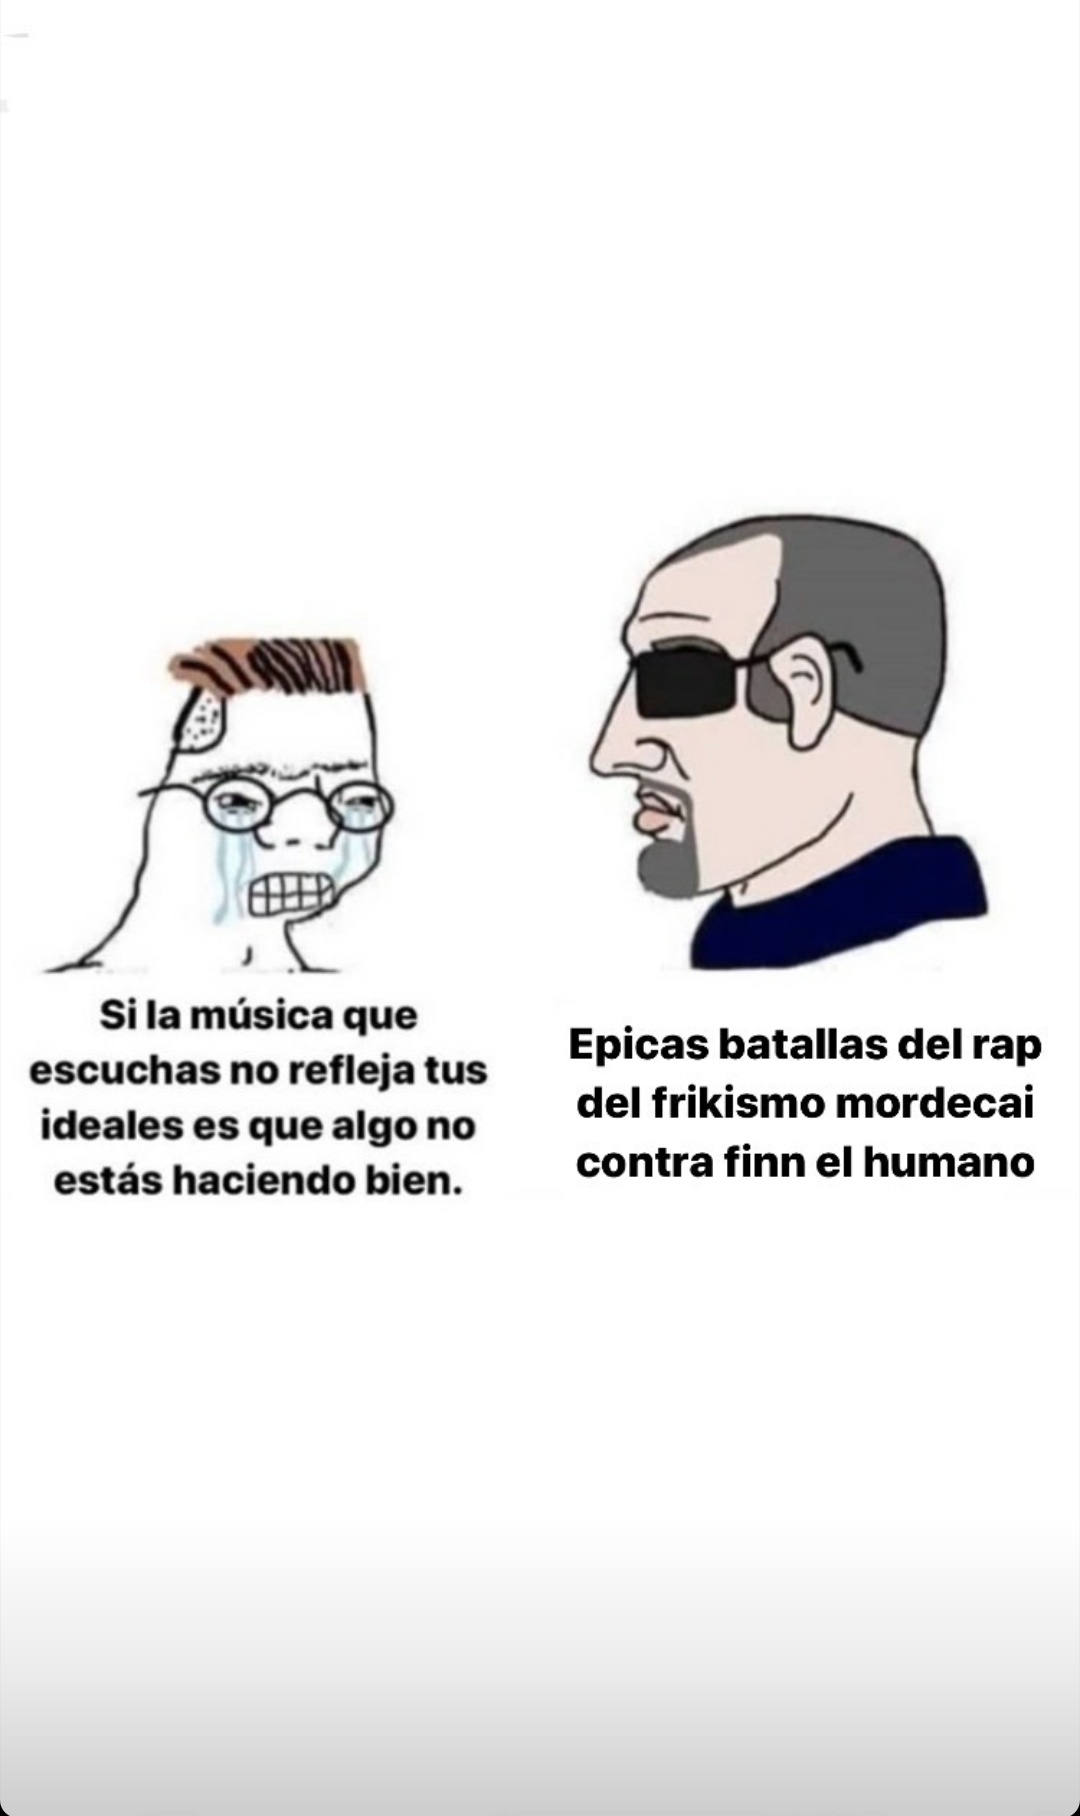 Si la música que
escuchas no refleja tus
ideales es que algo no
estás haciendo bien.
Epicas batallas del rap
del frikismo mordecai
contra finn el humano